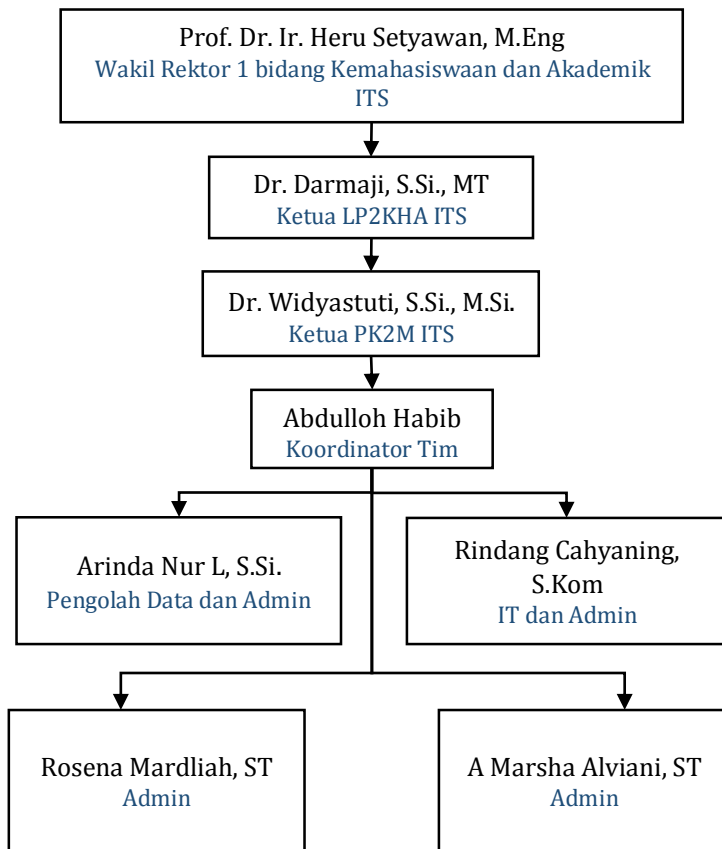 Prof. Dr. Ir. Heru Setyawan, M.Eng
Wakil Rektor 1 bidang Kemahasiswaan dan Akademik
ITS
Dr. Darmaji, S.Si., MT
Ketua LP2KHA ITS
Dr. Widyastuti, S.Si., M.Si.
Ketua PK2M ITS
Abdulloh Habib
Koordinator Tim
Arinda Nur L, S.Si.
Pengolah Data dan Admin
Rindang Cahyaning,
S.Kom
IT dan Admin
Rosena Mardliah, ST
Admin
A Marsha Alviani, ST
Admin